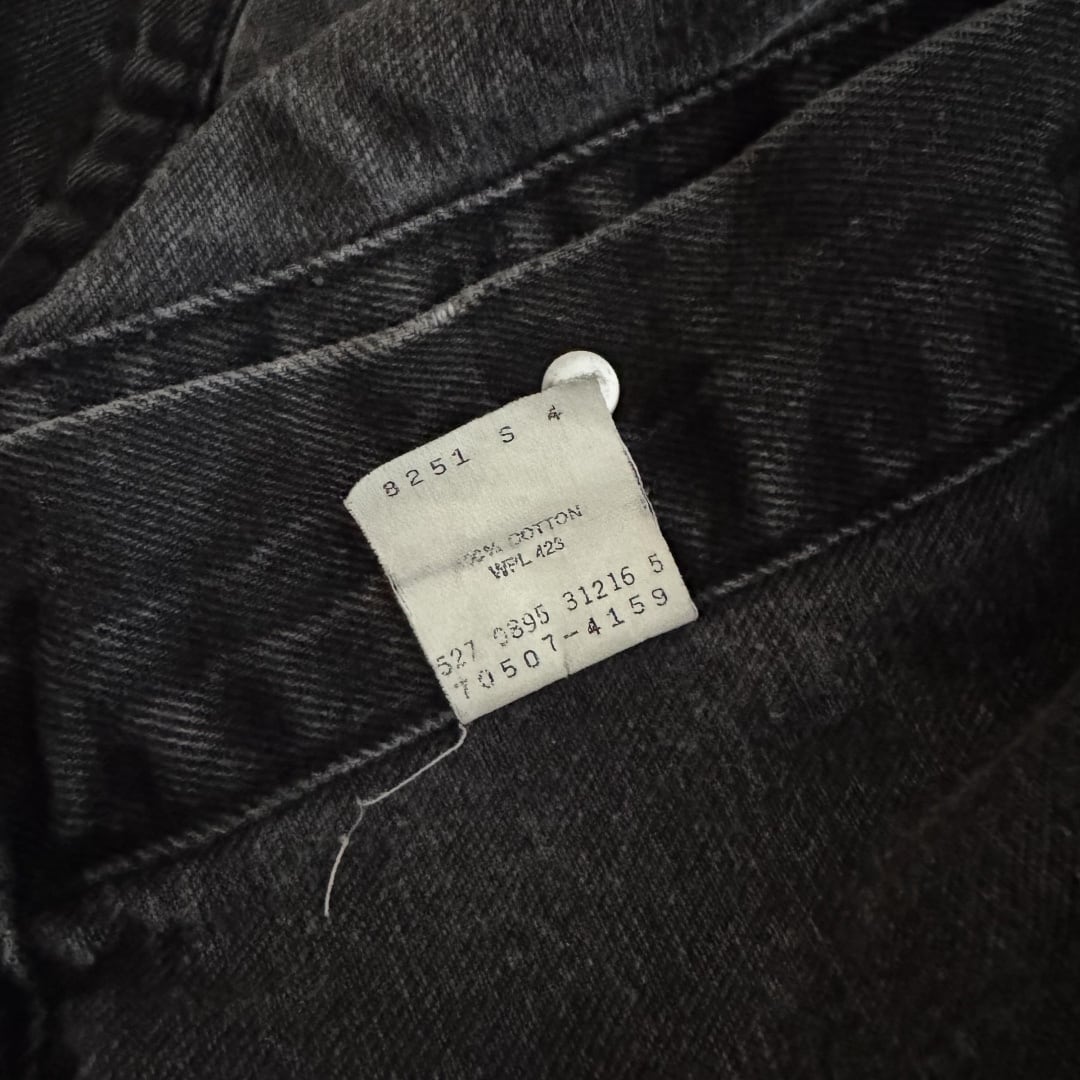 8251 S 4
COTTON
WPL 423
527 0895 31216 5
70507-4159